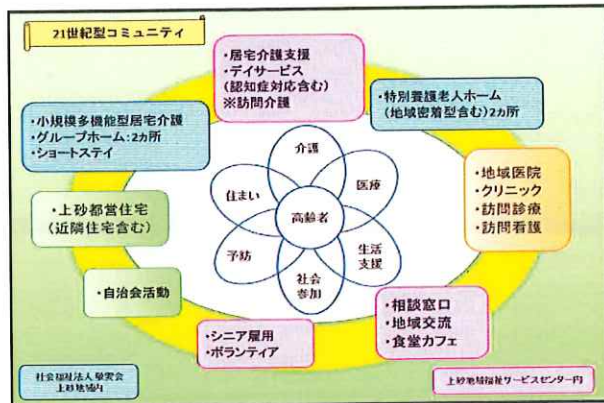 21世紀型コミュニティ
・居宅介護支援
・デイサービス
(認知症対応含む)
※訪問介護
・特別養護老人ホーム
(地域密着型含む)2カ所
・小規模多機能型居宅介護
・グループホーム:2カ所
・ショートステイ
・地域医院
・クリニック
・訪問診療
・訪問看護
・上砂都営住宅
(近隣住宅含む)
介護
医療
住まい
高齢者
予防
生活
支援
社会
参加
・自治会活動
・相談窓口
・地域交流
・食堂カフェ
・シニア雇用
・ボランティア
社会福祉法人敬愛会
上砂地域内
上砂地域福祉サービスセンター内